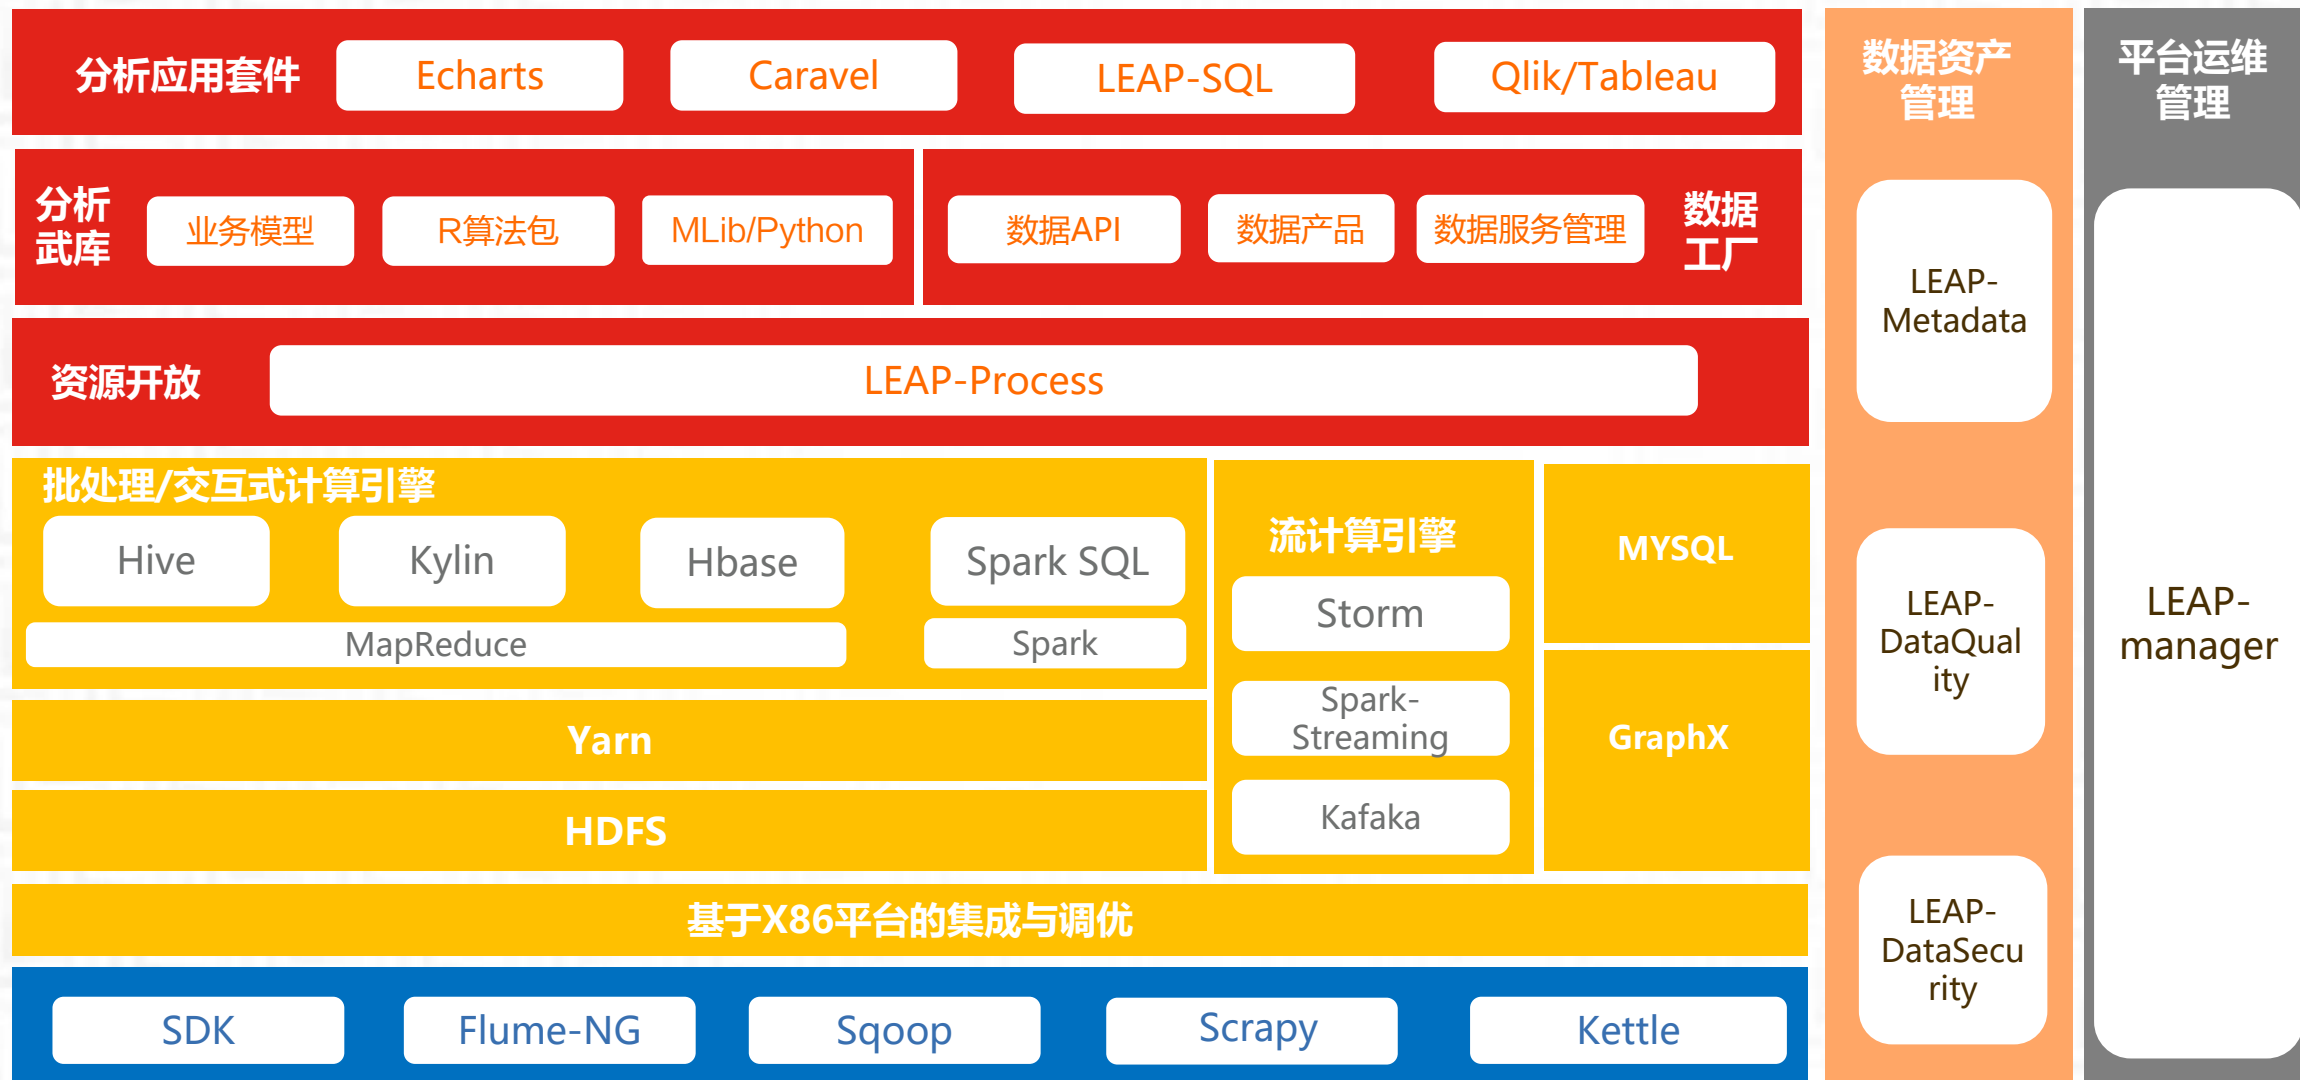 分析应用套件
Echarts
Caravel
LEAP-SQL
Qlik/Tableau
分析
武库
业务模型
R算法包
MLib/Python
数据API
数据产品
数据服务管理
数据
工厂
资源开放
LEAP-Process
批处理/交互式计算引擎
Hive
Kylin
Hbase
Spark SQL
MapReduce
Spark
Yarn
HDFS
流计算引擎
Storm
Spark-
Streaming
Kafaka
MYSQL
GraphX
基于X86平台的集成与调优
SDK
Flume-NG
Sqoop
Scrapy
Kettle
数据资产
管理
LEAP-
Metadata
LEAP-
DataQual
ity
LEAP-
DataSecu
rity
平台运维
管理
LEAP-
manager